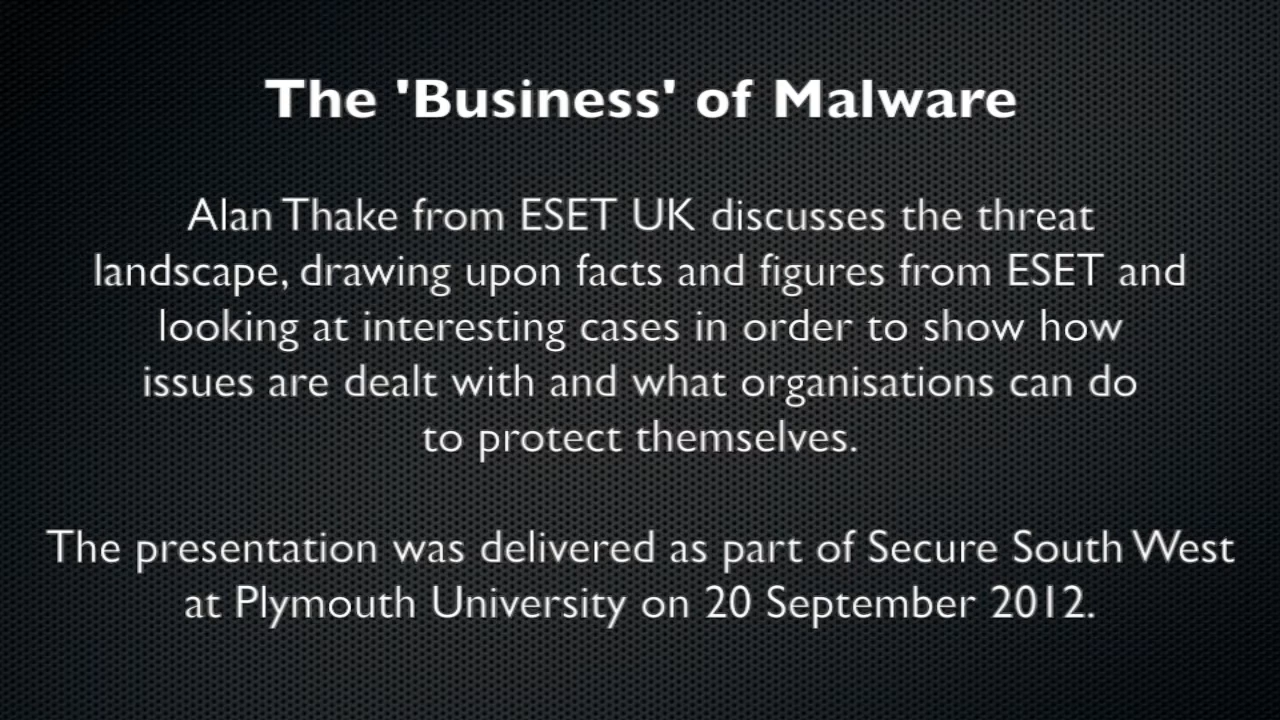 The 'Business' of Malware
Alan Thake from ESET UK discusses the threat
landscape, drawing upon facts and figures from ESET and
looking at interesting cases in order to show how
issues are dealt with and what organisations can do
to protect themselves.
The presentation was delivered as part of Secure South West
at Plymouth University on 20 September 2012.